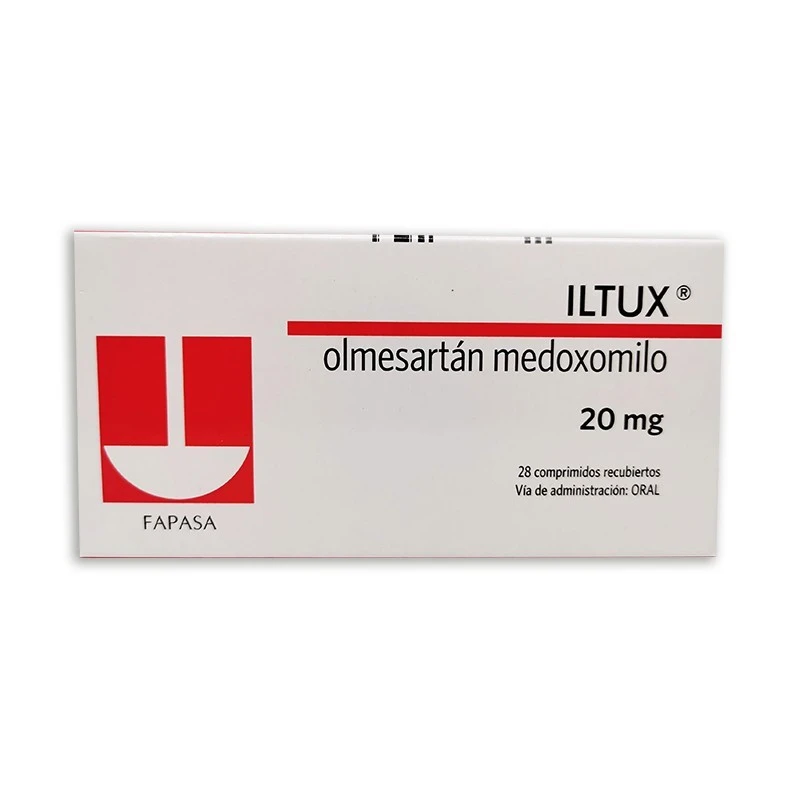 ILTUX ®
olmesartán medoxomilo
20 mg
28 comprimidos recubiertos
Vía de administración: ORAL
FAPASA